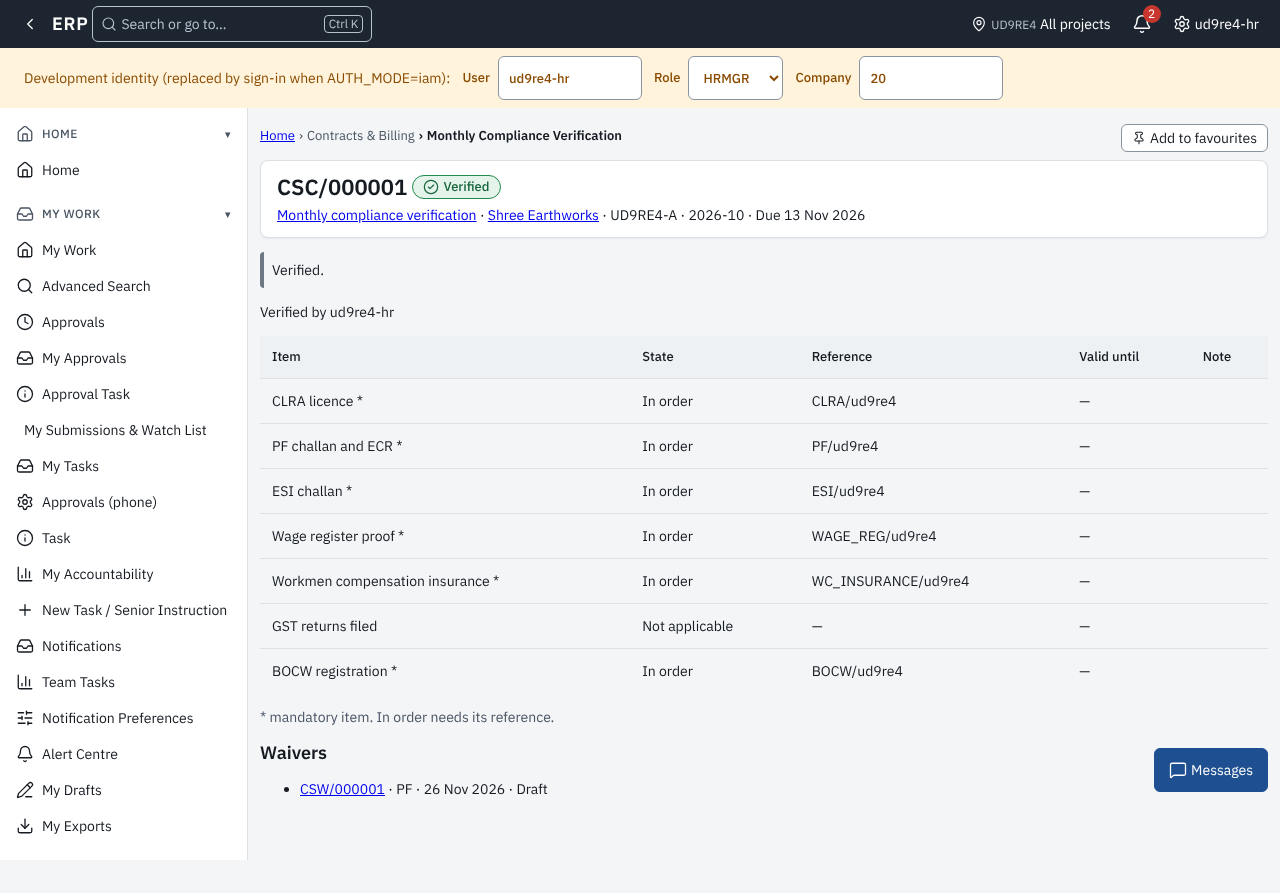 ERP
Search or go to...
Ctrl K
UD9RE4 All projects
2
ud9re4-hr
Development identity (replaced by sign-in when AUTH_MODE=iam): User ud9re4-hr Role HRMGR Company 20
HOME
Home
MY WORK
My Work
Advanced Search
Approvals
My Approvals
Approval Task
My Submissions & Watch List
My Tasks
Approvals (phone)
Task
My Accountability
New Task / Senior Instruction
Notifications
Team Tasks
Notification Preferences
Alert Centre
My Drafts
My Exports
Home › Contracts & Billing › Monthly Compliance Verification
Add to favourites
CSC/000001 Verified
Monthly compliance verification · Shree Earthworks · UD9RE4-A · 2026-10 · Due 13 Nov 2026
Verified.
Verified by ud9re4-hr
Item State Reference Valid until Note
CLRA licence * In order CLRA/ud9re4 —
PF challan and ECR * In order PF/ud9re4 —
ESI challan * In order ESI/ud9re4 —
Wage register proof * In order WAGE_REG/ud9re4 —
Workmen compensation insurance * In order WC_INSURANCE/ud9re4 —
GST returns filed Not applicable — —
BOCW registration * In order BOCW/ud9re4 —
* mandatory item. In order needs its reference.
Waivers
• CSW/000001 · PF · 26 Nov 2026 · Draft
Messages